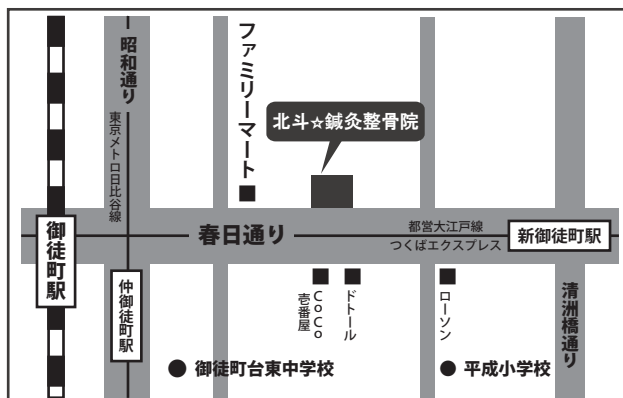 昭和通り
東京メトロ日比谷線
ファミリーマート
北斗☆鍼灸整骨院
御徒町駅
春日通り
都営大江戸線
つくばエクスプレス
新御徒町駅
仲御徒町駅
CoCo
壱番屋
ドトール
ローソン
清洲橋通り
御徒町台東中学校
平成小学校